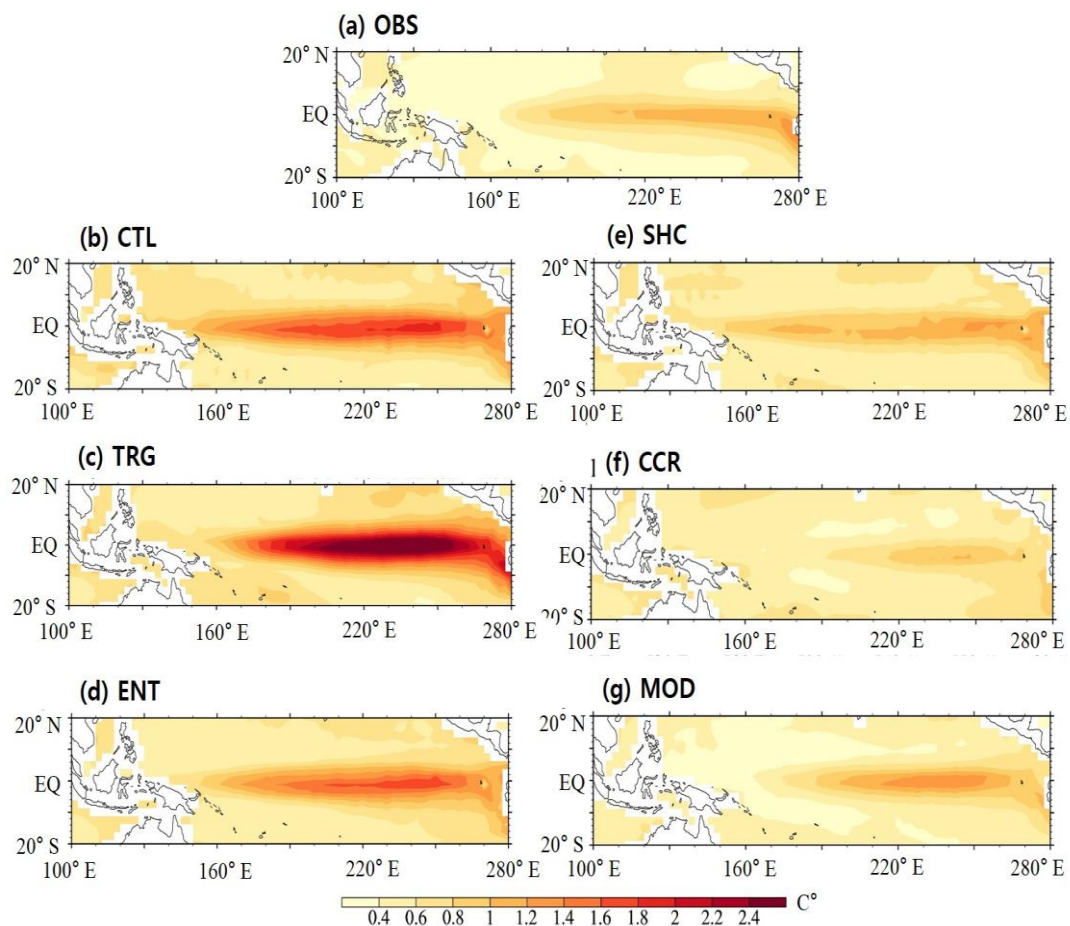 (a) OBS
20° N
EQ
20° S
100° E 160° E 220° E 280° E
(b) CTL
20° N
EQ
20° S
100° E 160° E 220° E 280° E
(e) SHC
20° N
EQ
20° S
100° E 160° E 220° E 280° E
(c) TRG
20° N
EQ
20° S
100° E 160° E 220° E 280° E
(f) CCR
20° N
EQ
20° S
100° E 160° E 220° E 280° E
(d) ENT
20° N
EQ
20° S
100° E 160° E 220° E 280° E
(g) MOD
20° N
EQ
20° S
100° E 160° E 220° E 280° E
0.4 0.6 0.8 1 1.2 1.4 1.6 1.8 2 2.2 2.4 C°